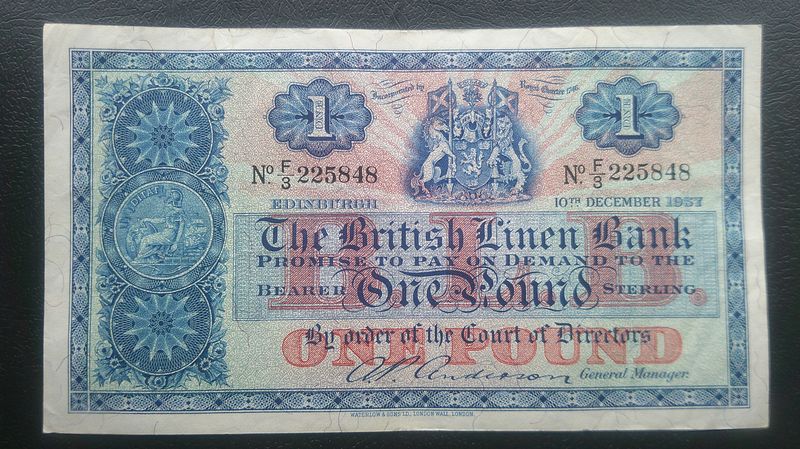 Incorporated by Royal Charter 1746
1 1
Nº F/3 225848 Nº F/3 225848
EDINBURGH 10TH DECEMBER 1937
The British Linen Bank
PROMISE TO PAY ON DEMAND TO THE
BEARER One Pound STERLING.
By order of the Court of Directors
ONE POUND
A.P. Anderson General Manager.
WATERLOW & SONS LD., LONDON WALL, LONDON.